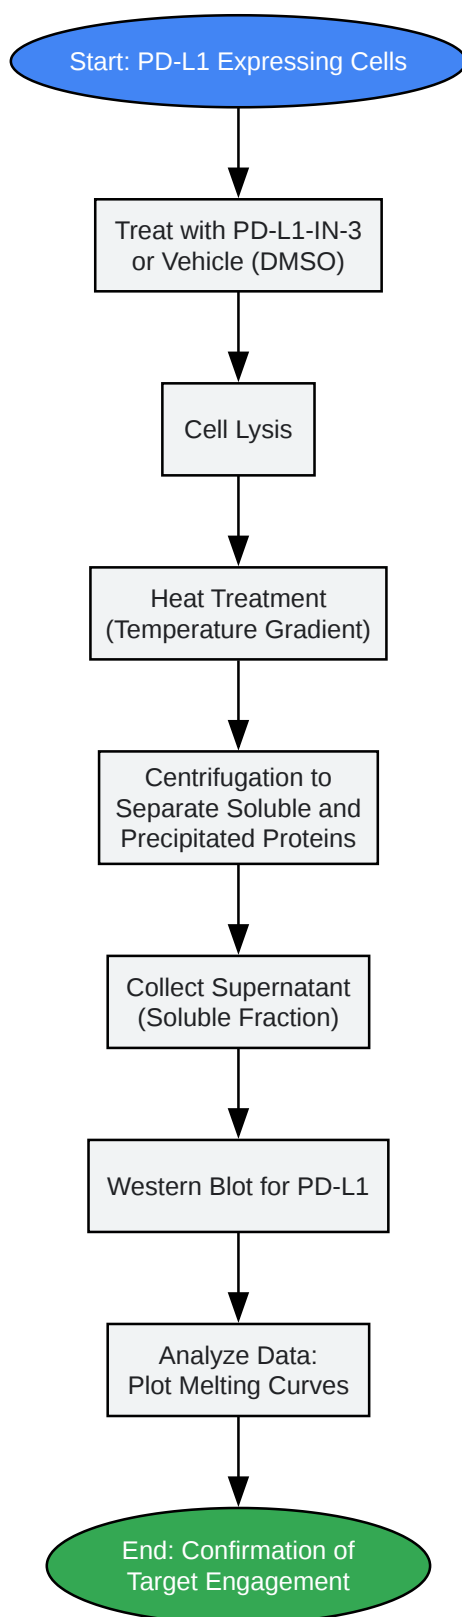 Start: PD-L1 Expressing Cells
Treat with PD-L1-IN-3
or Vehicle (DMSO)
Cell Lysis
Heat Treatment
(Temperature Gradient)
Centrifugation to
Separate Soluble and
Precipitated Proteins
Collect Supernatant
(Soluble Fraction)
Western Blot for PD-L1
Analyze Data:
Plot Melting Curves
End: Confirmation of
Target Engagement